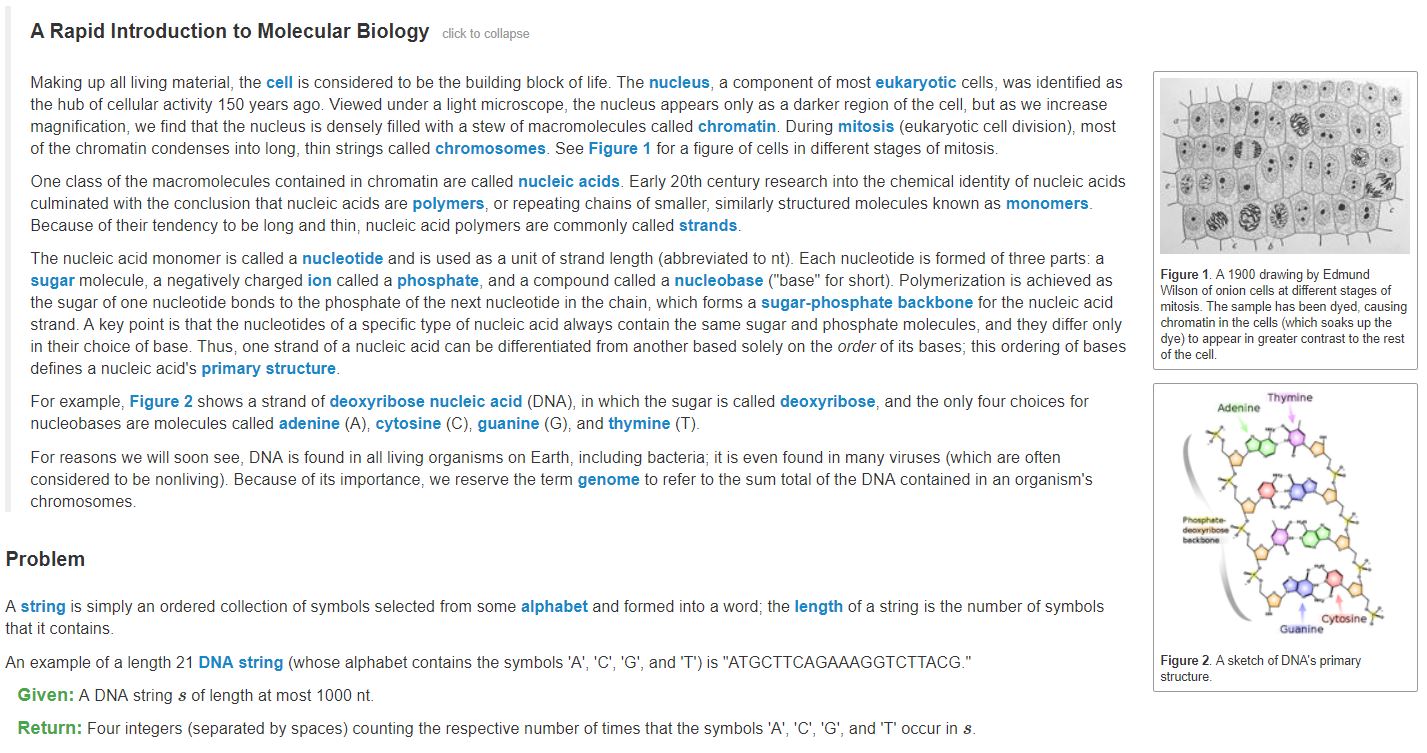 A Rapid Introduction to Molecular Biology click to collapse
Making up all living material, the cell is considered to be the building block of life. The nucleus, a component of most eukaryotic cells, was identified as
the hub of cellular activity 150 years ago. Viewed under a light microscope, the nucleus appears only as a darker region of the cell, but as we increase
magnification, we find that the nucleus is densely filled with a stew of macromolecules called chromatin. During mitosis (eukaryotic cell division), most
of the chromatin condenses into long, thin strings called chromosomes. See Figure 1 for a figure of cells in different stages of mitosis.
One class of the macromolecules contained in chromatin are called nucleic acids. Early 20th century research into the chemical identity of nucleic acids
culminated with the conclusion that nucleic acids are polymers, or repeating chains of smaller, similarly structured molecules known as monomers.
Because of their tendency to be long and thin, nucleic acid polymers are commonly called strands.
The nucleic acid monomer is called a nucleotide and is used as a unit of strand length (abbreviated to nt). Each nucleotide is formed of three parts: a
sugar molecule, a negatively charged ion called a phosphate, and a compound called a nucleobase ("base" for short). Polymerization is achieved as
the sugar of one nucleotide bonds to the phosphate of the next nucleotide in the chain, which forms a sugar-phosphate backbone for the nucleic acid
strand. A key point is that the nucleotides of a specific type of nucleic acid always contain the same sugar and phosphate molecules, and they differ only
in their choice of base. Thus, one strand of a nucleic acid can be differentiated from another based solely on the order of its bases; this ordering of bases
defines a nucleic acid's primary structure.
For example, Figure 2 shows a strand of deoxyribose nucleic acid (DNA), in which the sugar is called deoxyribose, and the only four choices for
nucleobases are molecules called adenine (A), cytosine (C), guanine (G), and thymine (T).
For reasons we will soon see, DNA is found in all living organisms on Earth, including bacteria; it is even found in many viruses (which are often
considered to be nonliving). Because of its importance, we reserve the term genome to refer to the sum total of the DNA contained in an organism's
chromosomes.
Problem
A string is simply an ordered collection of symbols selected from some alphabet and formed into a word; the length of a string is the number of symbols
that it contains.
An example of a length 21 DNA string (whose alphabet contains the symbols 'A', 'C', 'G', and 'T') is "ATGCTTCAGAAAGGTCTTACG."
Given: A DNA string s of length at most 1000 nt.
Return: Four integers (separated by spaces) counting the respective number of times that the symbols 'A', 'C', 'G', and 'T' occur in s.
Figure 1. A 1900 drawing by Edmund
Wilson of onion cells at different stages of
mitosis. The sample has been dyed, causing
chromatin in the cells (which soaks up the
dye) to appear in greater contrast to the rest
of the cell.
Thymine
Adenine
Phosphate-
deoxyribose
backbone
Cytosine
Guanine
Figure 2. A sketch of DNA's primary
structure.